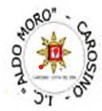 I.C. "ALDO MORO" - CAROSINO